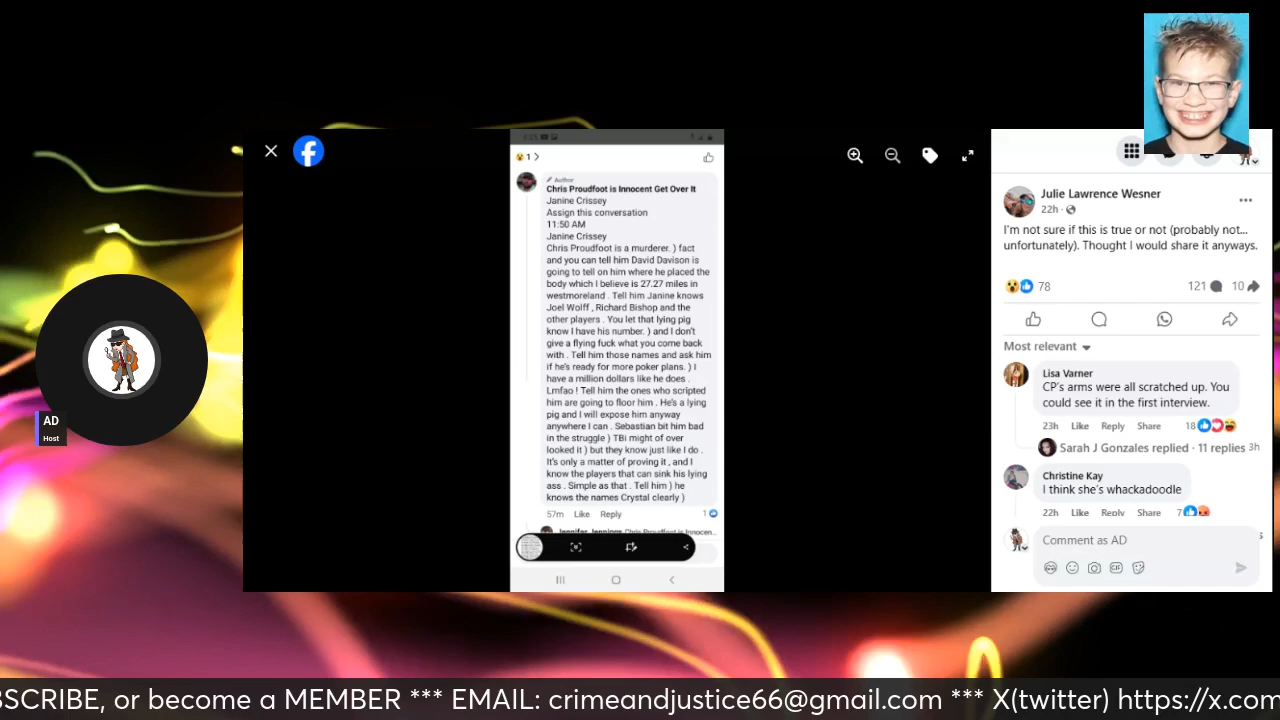 6:25
1
Author
Chris Proudfoot is Innocent Get Over It
Janine Crissey
Assign this conversation
11:50 AM
Janine Crissey
Chris Proudfoot is a murderer. ) fact
and you can tell him David Davison is
going to tell on him where he placed the
body which I believe is 27.27 miles in
westmoreland . Tell him Janine knows
Joel Wolff , Richard Bishop and the
other players . You let that lying pig
know I have his number. ) and I don't
give a flying fuck what you come back
with . Tell him those names and ask him
if he's ready for more poker plans. ) I
have a million dollars like he does .
Lmfao ! Tell him the ones who scripted
him are going to floor him . He's a lying
pig and I will expose him anyway
anywhere I can . Sebastian bit him bad
in the struggle ) TBi might of over
looked it ) but they know just like I do .
It's only a matter of proving it , and I
know the players that can sink his lying
ass . Simple as that . Tell him ) he
knows the names Crystal clearly )
57m Like Reply 1
Jennifer Jennings Chris Proudfoot is Innocen...
Julie Lawrence Wesner
22h ·
I'm not sure if this is true or not (probably not...
unfortunately). Thought I would share it anyways.
78 121 10
Most relevant
Lisa Varner
CP's arms were all scratched up. You
could see it in the first interview.
23h Like Reply Share 18
Sarah J Gonzales replied · 11 replies 3h
Christine Kay
I think she's whackadoodle
22h Like Reply Share 7
Comment as AD
GIF
AD
Host
BSCRIBE, or become a MEMBER *** EMAIL: crimeandjustice66@gmail.com *** X(twitter) https://x.com